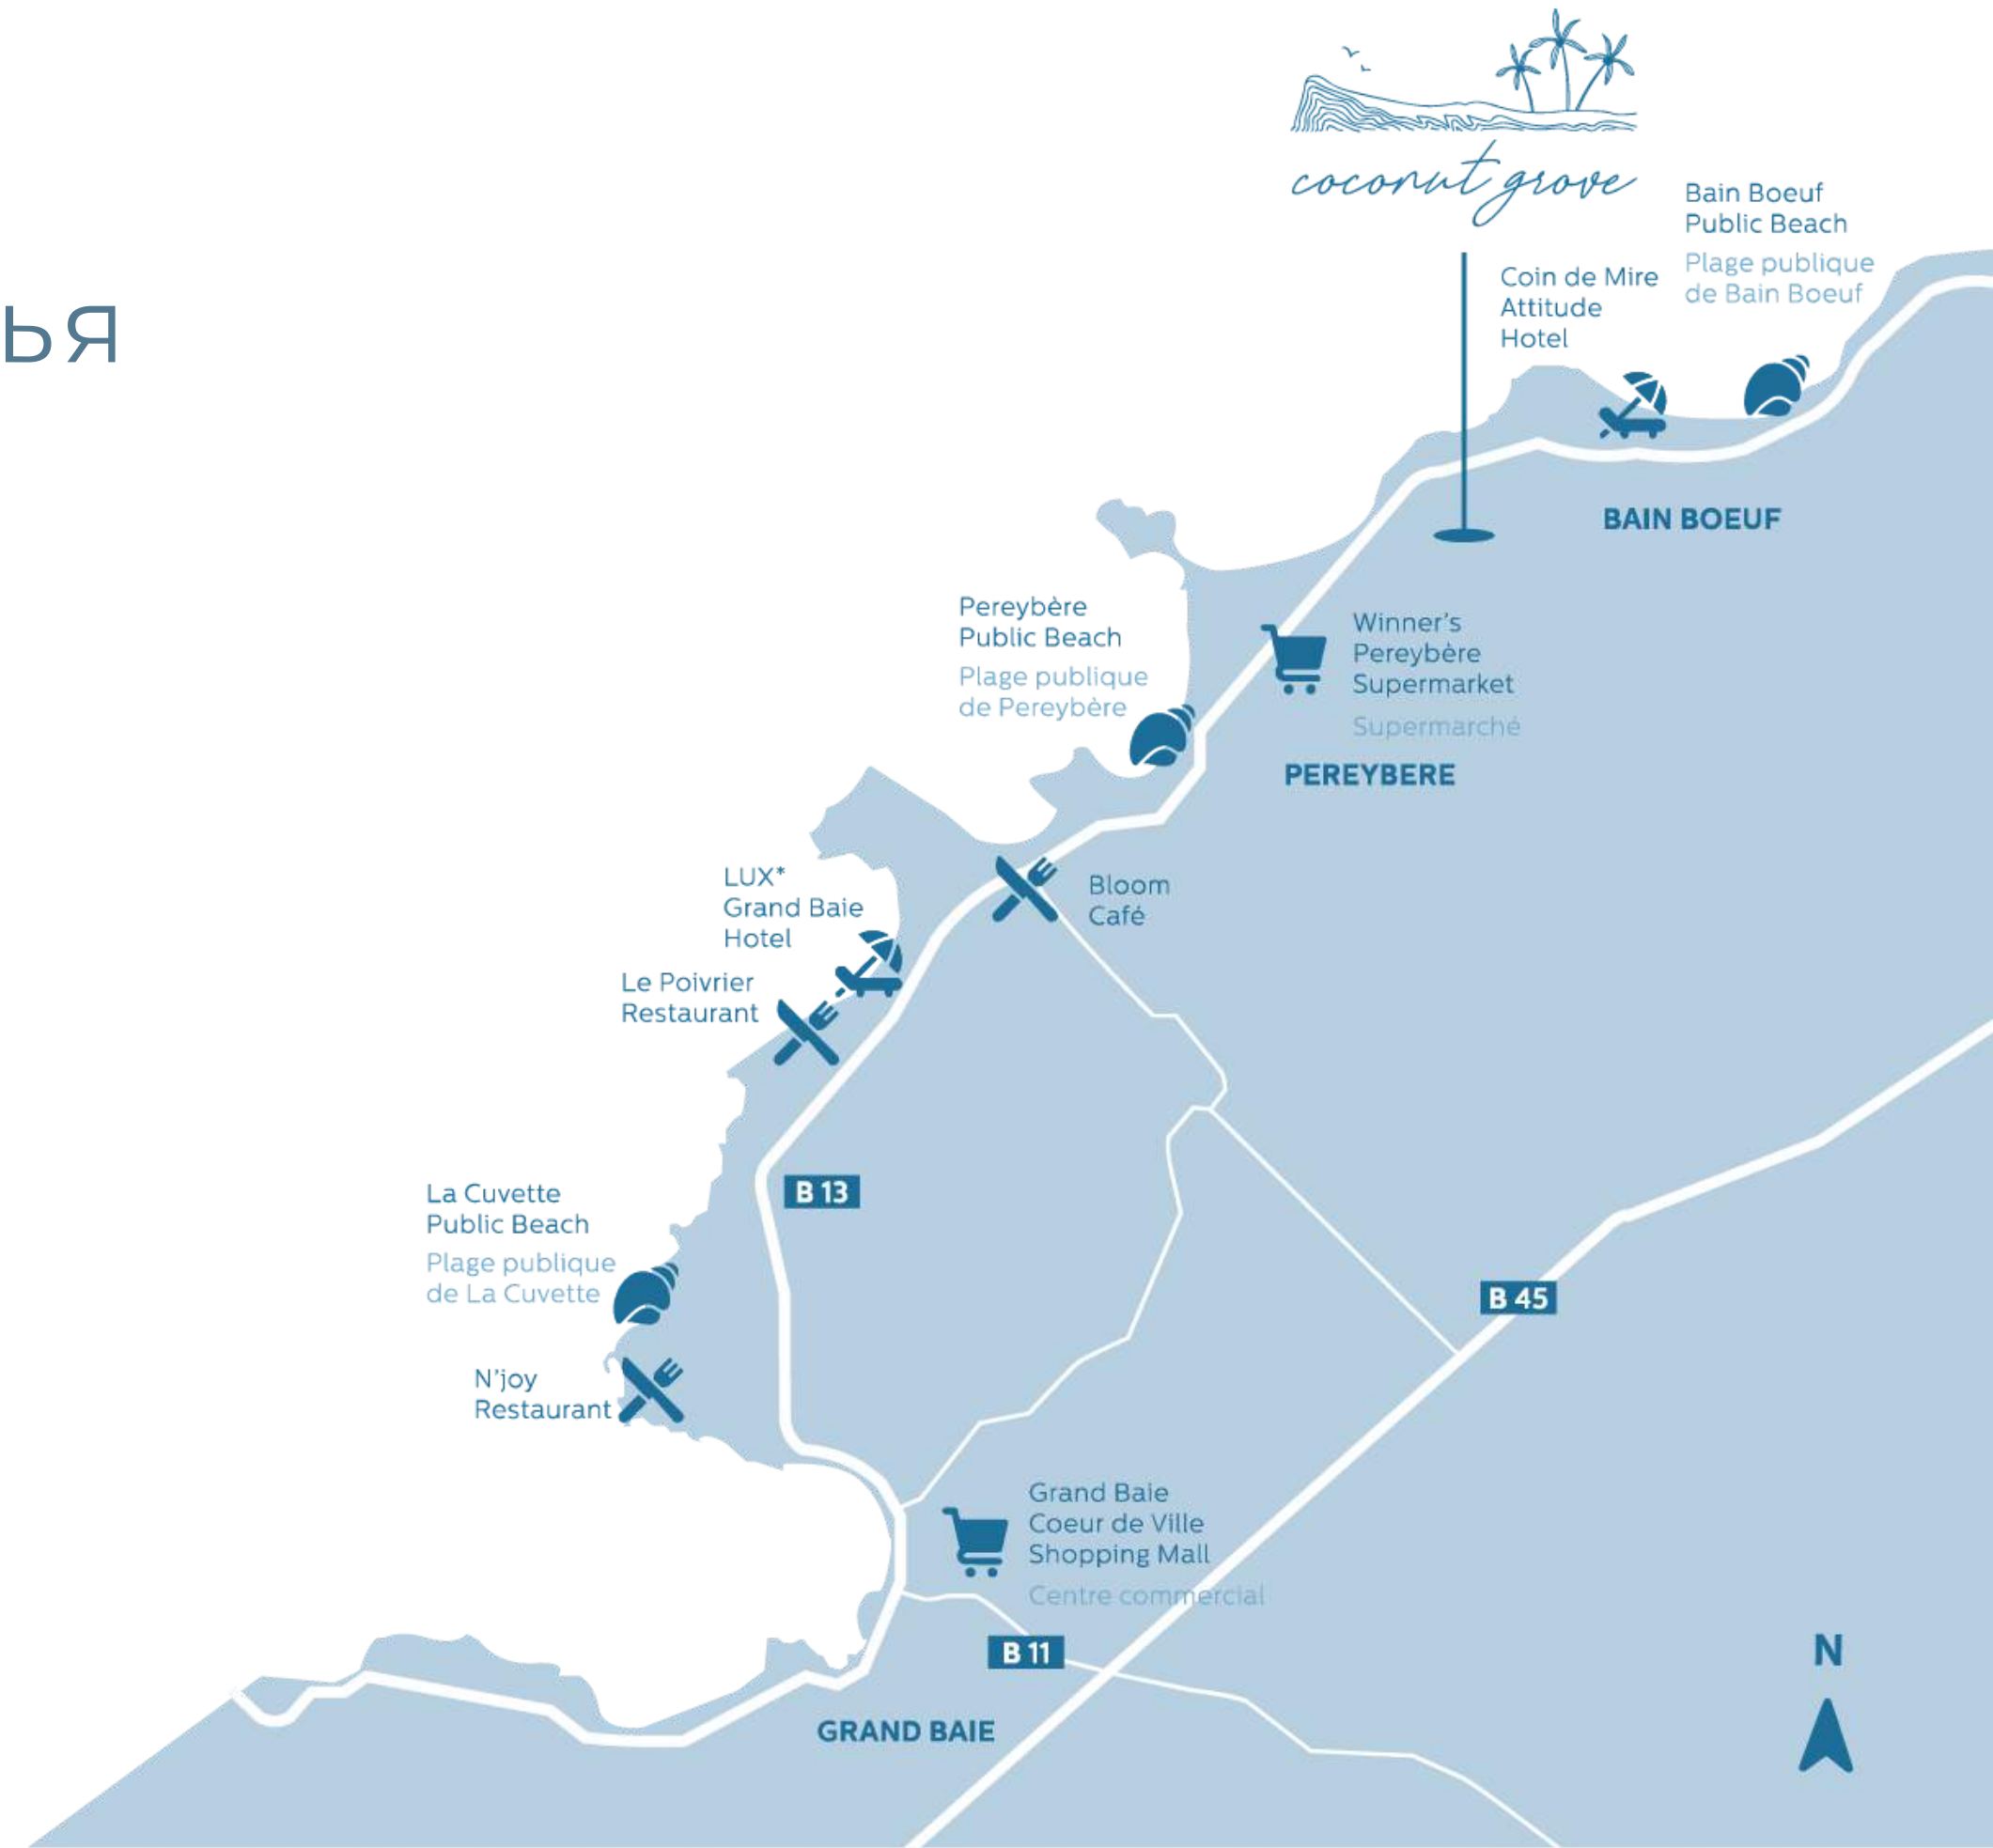 coconut grove
Bain Boeuf
Public Beach
Plage publique
de Bain Boeuf
Coin de Mire
Attitude
Hotel
ья
BAIN BOEUF
Pereybère
Public Beach
Plage publique
de Pereybère
Winner's
Pereybère
Supermarket
Supermarché
PEREYBERE
LUX*
Grand Baie
Hotel
Bloom
Café
Le Poivrier
Restaurant
B 13
La Cuvette
Public Beach
Plage publique
de La Cuvette
B 45
N'joy
Restaurant
Grand Baie
Coeur de Ville
Shopping Mall
Centre commercial
B 11
N
GRAND BAIE